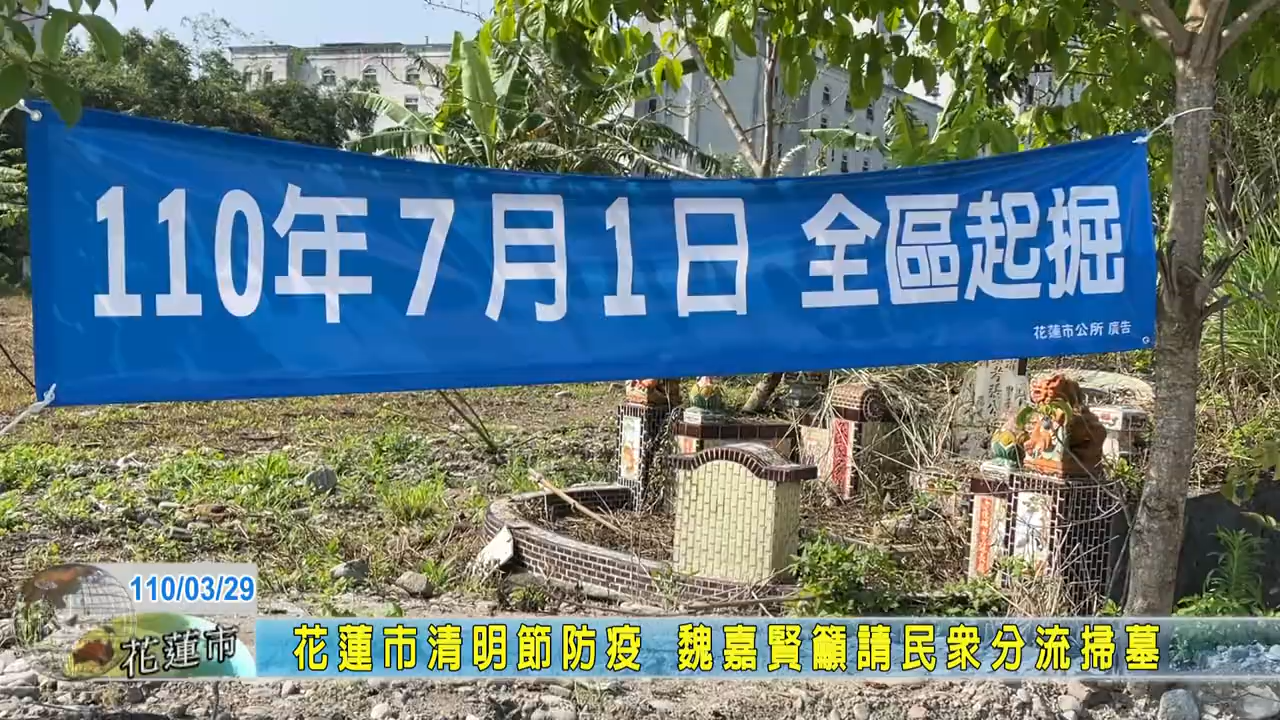 110年7月1日 全區起掘
花蓮市公所 廣告
110/03/29
花蓮市
花蓮市清明節防疫 魏嘉賢籲請民眾分流掃墓